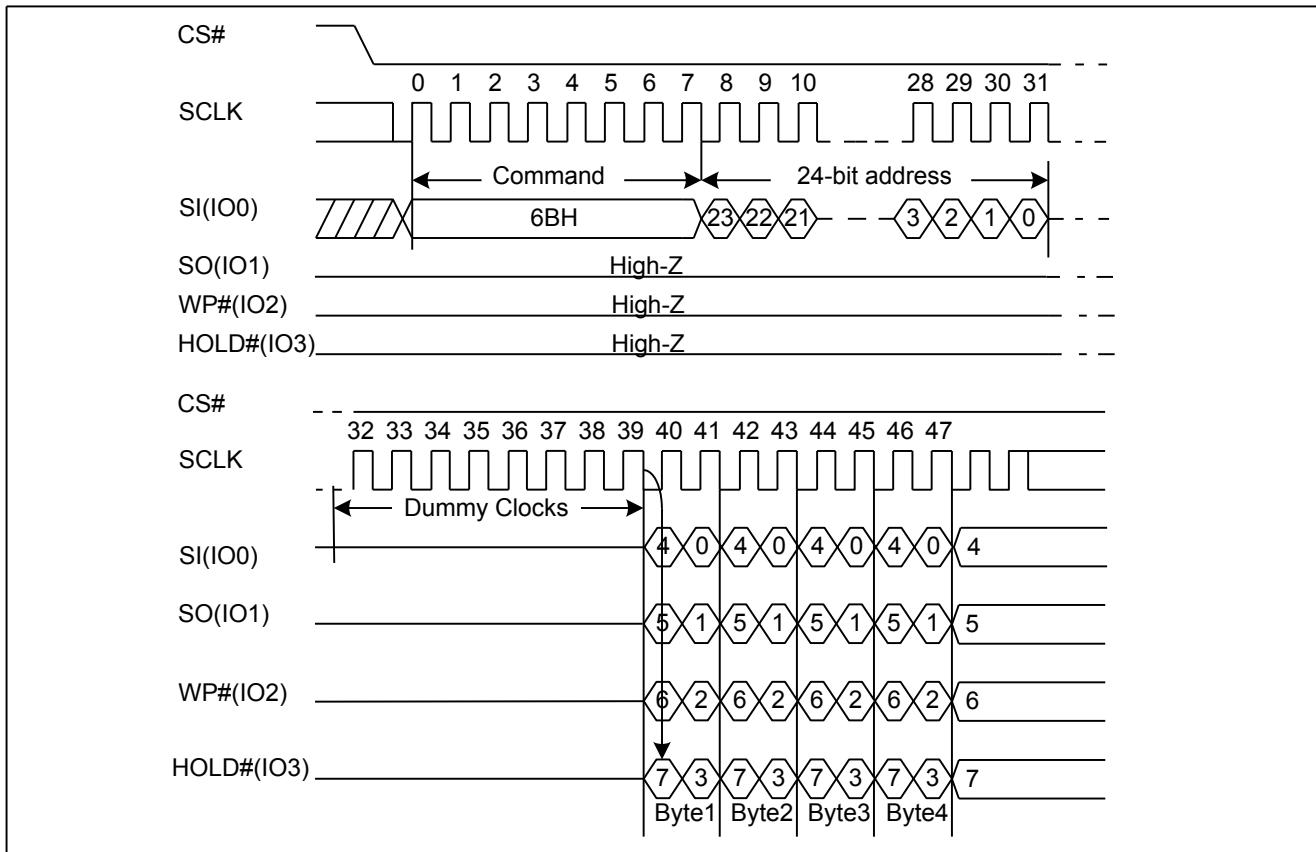 CS#
0 1 2 3 4 5 6 7 8 9 10 28 29 30 31
SCLK
Command 24-bit address
SI(IO0) 6BH 23 22 21 3 2 1 0
SO(IO1) High-Z
WP#(IO2) High-Z
HOLD#(IO3) High-Z
CS#
32 33 34 35 36 37 38 39 40 41 42 43 44 45 46 47
SCLK
Dummy Clocks
SI(IO0) 4 0 4 0 4 0 4 0 4
SO(IO1) 5 1 5 1 5 1 5 1 5
WP#(IO2) 6 2 6 2 6 2 6 2 6
HOLD#(IO3) 7 3 7 3 7 3 7 3 7
Byte1 Byte2 Byte3 Byte4